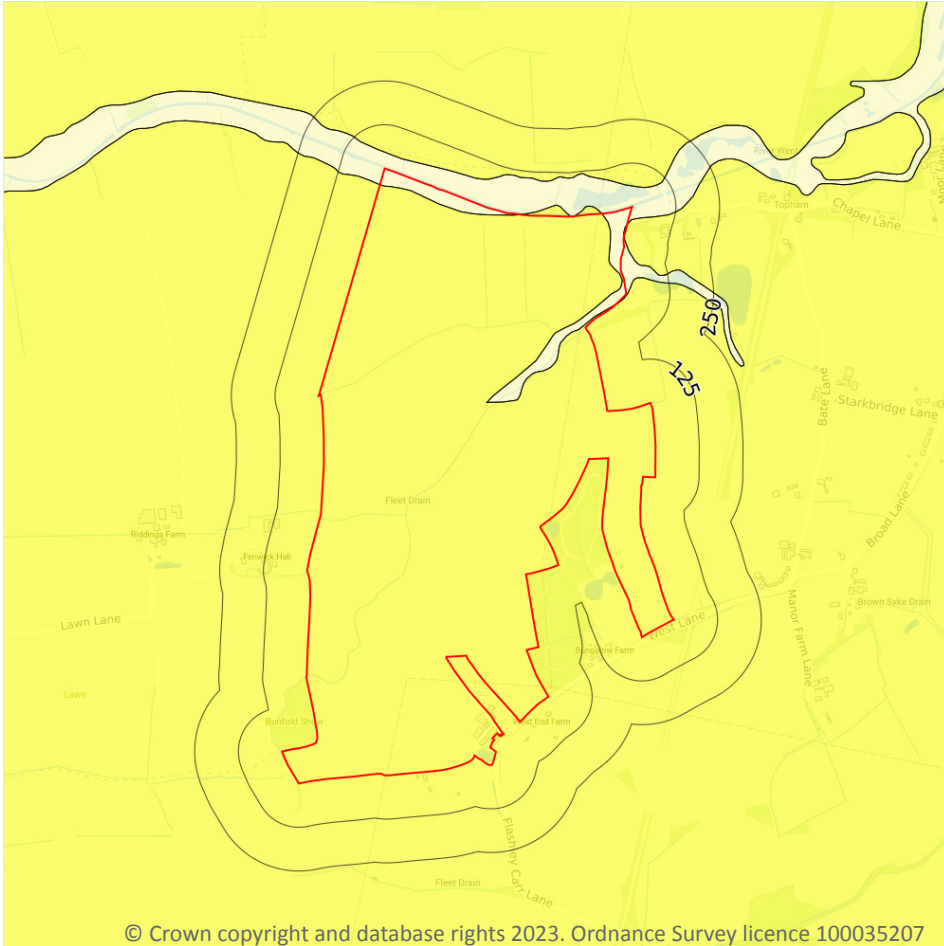 River Went
Moor Lane
Topham
Chapel Lane
250
125
Bate Lane
Starkbridge Lane
Fleet Drain
Broad Lane
Riddings Farm
Fenwick Hall
Brown Syke Drain
Lawn Lane
West Lane
Manor Farm Lane
Bungalow Farm
Lawn
Bunfold Shaw
West End Farm
Flashley Carr Lane
Fleet Drain
© Crown copyright and database rights 2023. Ordnance Survey licence 100035207